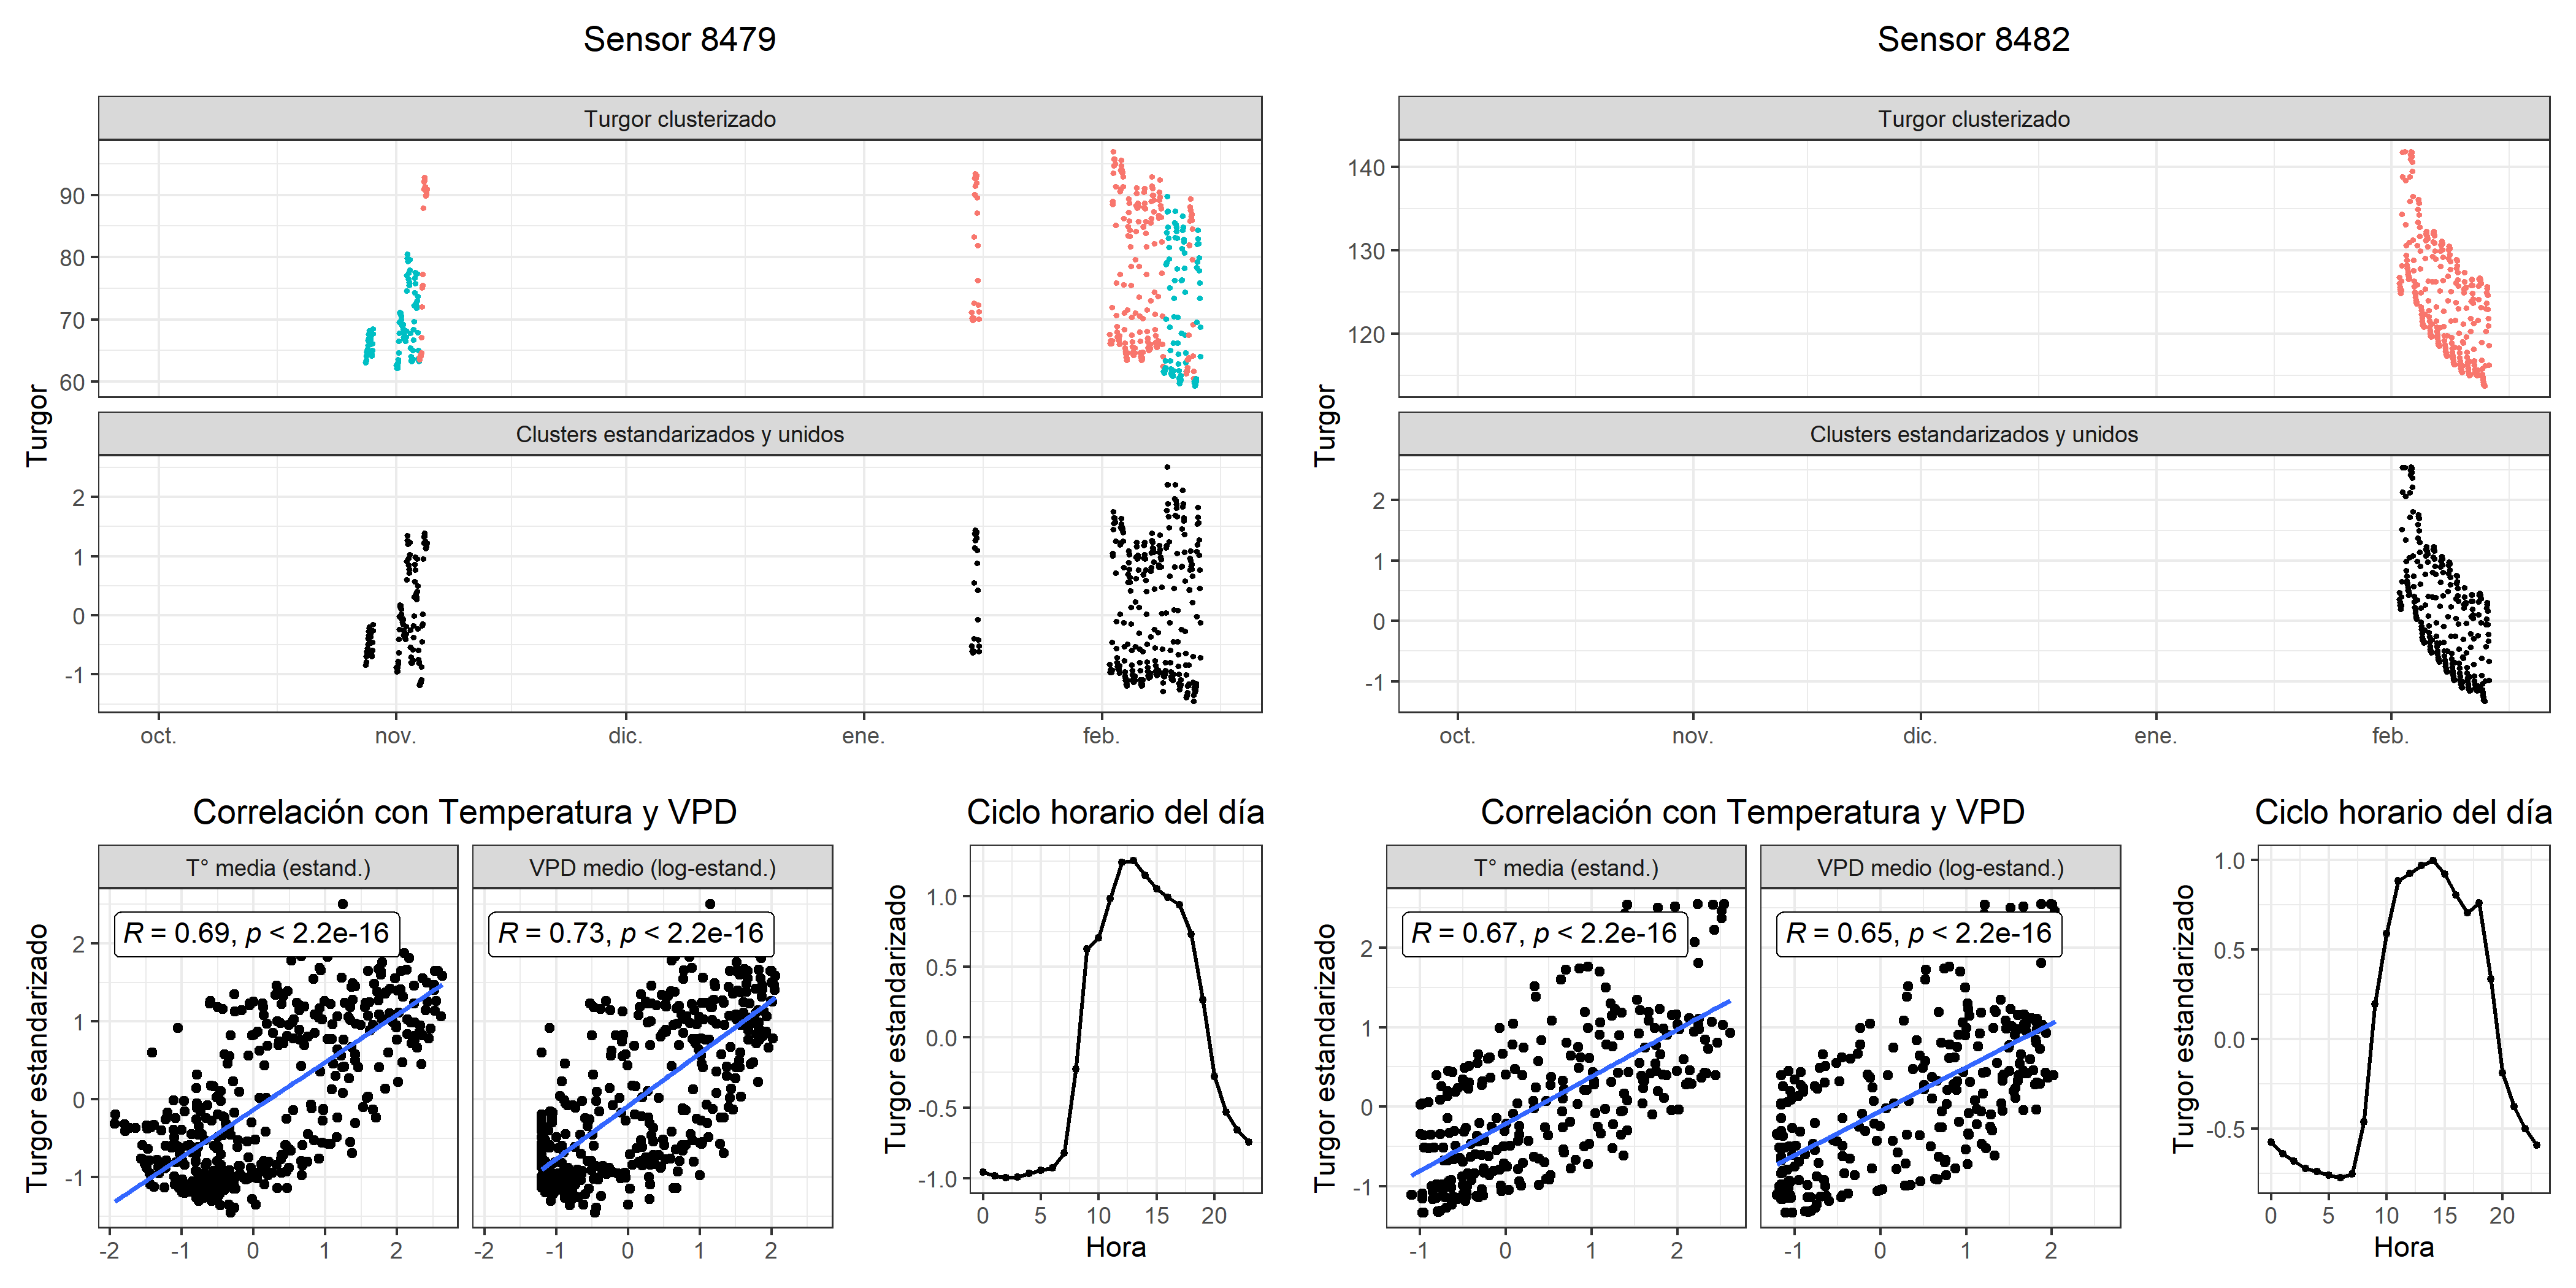 Sensor 8479
Turgor clusterizado
90
80
70
60
Turgor
Clusters estandarizados y unidos
2
1
0
-1
oct. nov. dic. ene. feb.
Correlación con Temperatura y VPD
T° media (estand.) VPD medio (log-estand.)
R = 0.69, p < 2.2e-16 R = 0.73, p < 2.2e-16
Turgor estandarizado
2
1
0
-1
-2 -1 0 1 2 -2 -1 0 1 2
Ciclo horario del día
Turgor estandarizado
1.0
0.5
0.0
-0.5
-1.0
0 5 10 15 20
Hora
Sensor 8482
Turgor clusterizado
140
130
120
Turgor
Clusters estandarizados y unidos
2
1
0
-1
oct. nov. dic. ene. feb.
Correlación con Temperatura y VPD
T° media (estand.) VPD medio (log-estand.)
R = 0.67, p < 2.2e-16 R = 0.65, p < 2.2e-16
Turgor estandarizado
2
1
0
-1
-1 0 1 2 -1 0 1 2
Ciclo horario del día
Turgor estandarizado
1.0
0.5
0.0
-0.5
0 5 10 15 20
Hora